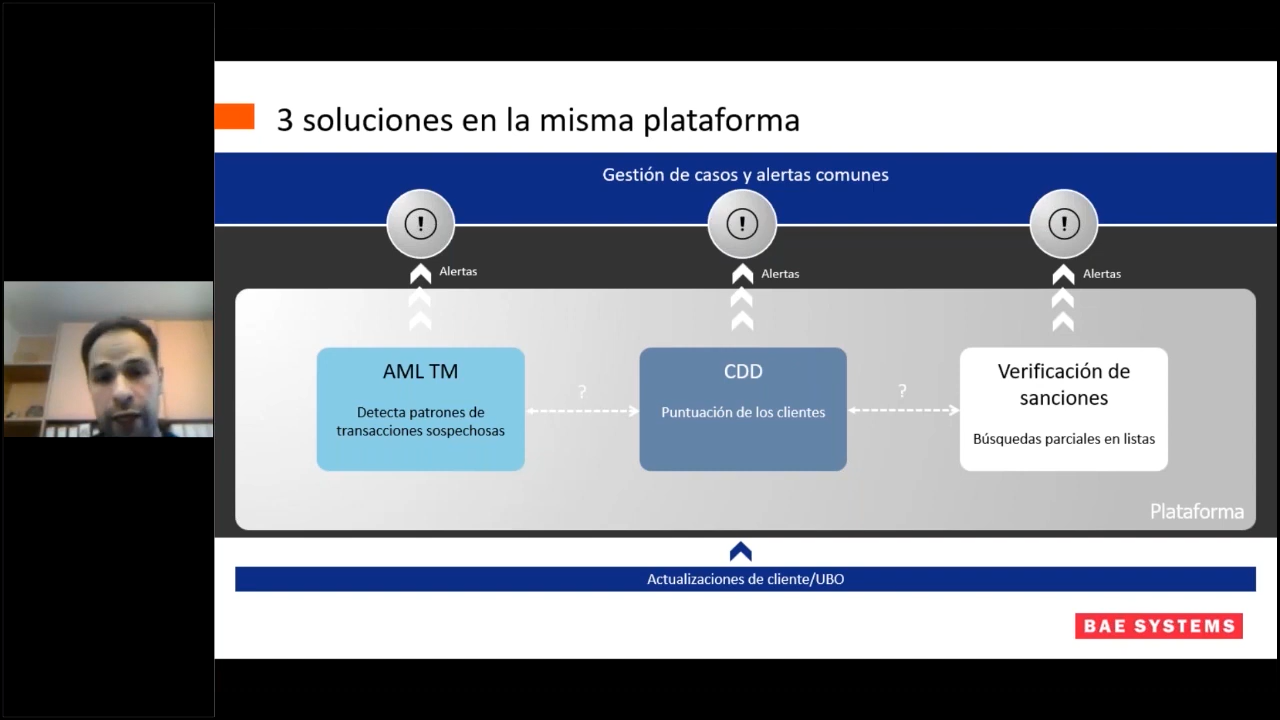 3 soluciones en la misma plataforma
Gestión de casos y alertas comunes
! ! !
Alertas
Alertas
Alertas
AML TM
Detecta patrones de
transacciones sospechosas
?
CDD
Puntuación de los clientes
?
Verificación de
sanciones
Búsquedas parciales en listas
Plataforma
Actualizaciones de cliente/UBO
BAE SYSTEMS